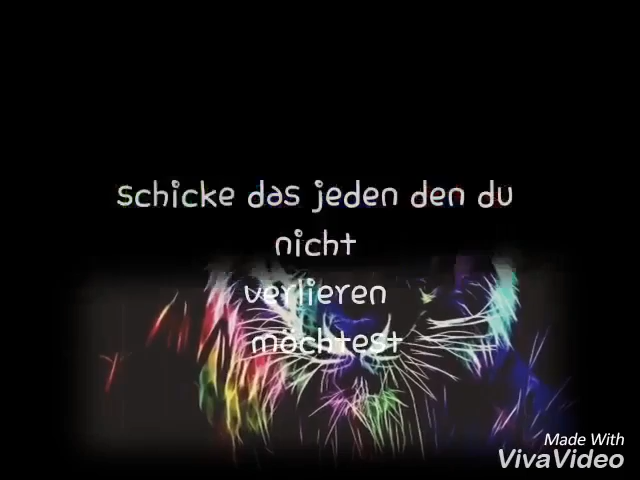 Schicke das jeden den du
nicht
verlieren
möchtest
Made With
VivaVideo